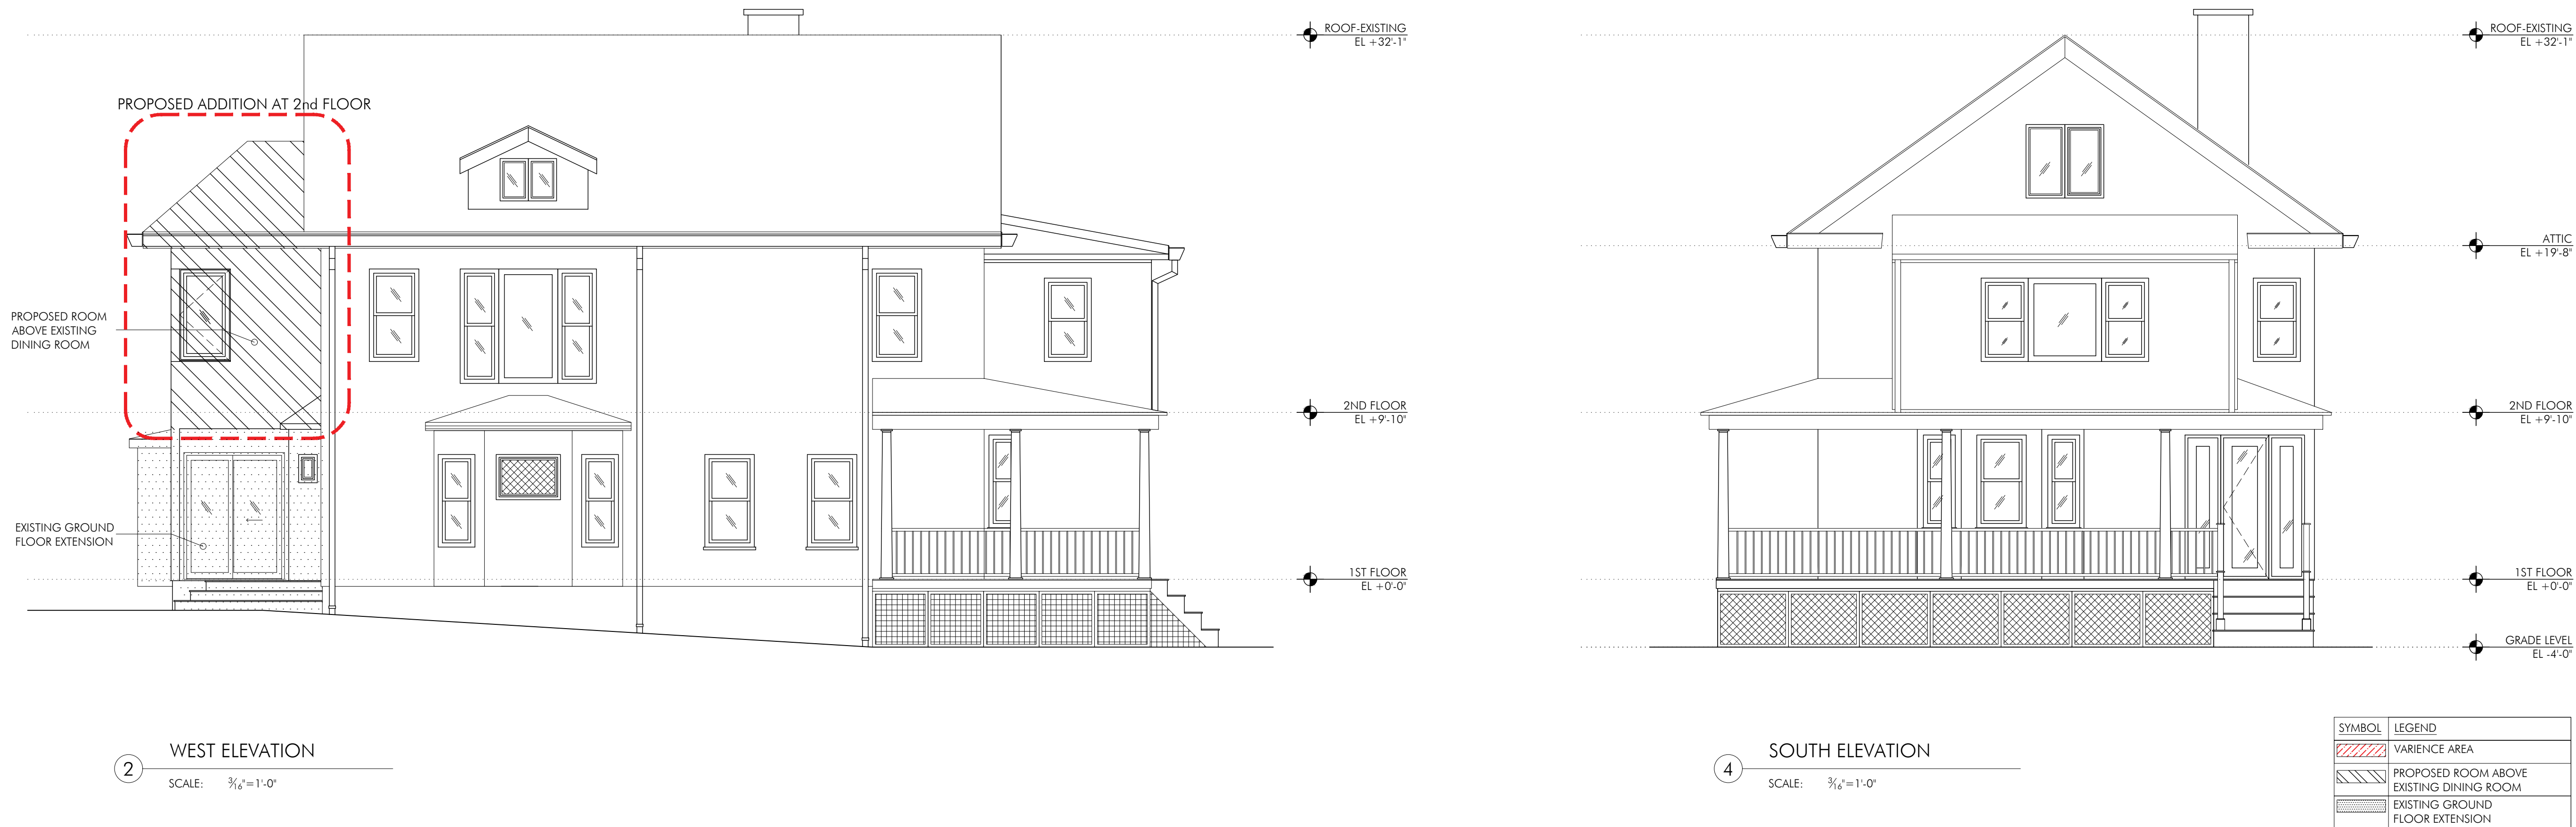 ROOF-EXISTING
EL +32'-1"
PROPOSED ADDITION AT 2nd FLOOR
PROPOSED ROOM
ABOVE EXISTING
DINING ROOM
2ND FLOOR
EL +9'-10"
EXISTING GROUND
FLOOR EXTENSION
1ST FLOOR
EL +0'-0"
2
WEST ELEVATION
SCALE: 3⁄16"=1'-0"
ROOF-EXISTING
EL +32'-1"
ATTIC
EL +19'-8"
2ND FLOOR
EL +9'-10"
1ST FLOOR
EL +0'-0"
GRADE LEVEL
EL -4'-0"
4
SOUTH ELEVATION
SCALE: 3⁄16"=1'-0"
SYMBOL LEGEND
VARIENCE AREA
PROPOSED ROOM ABOVE
EXISTING DINING ROOM
EXISTING GROUND
FLOOR EXTENSION